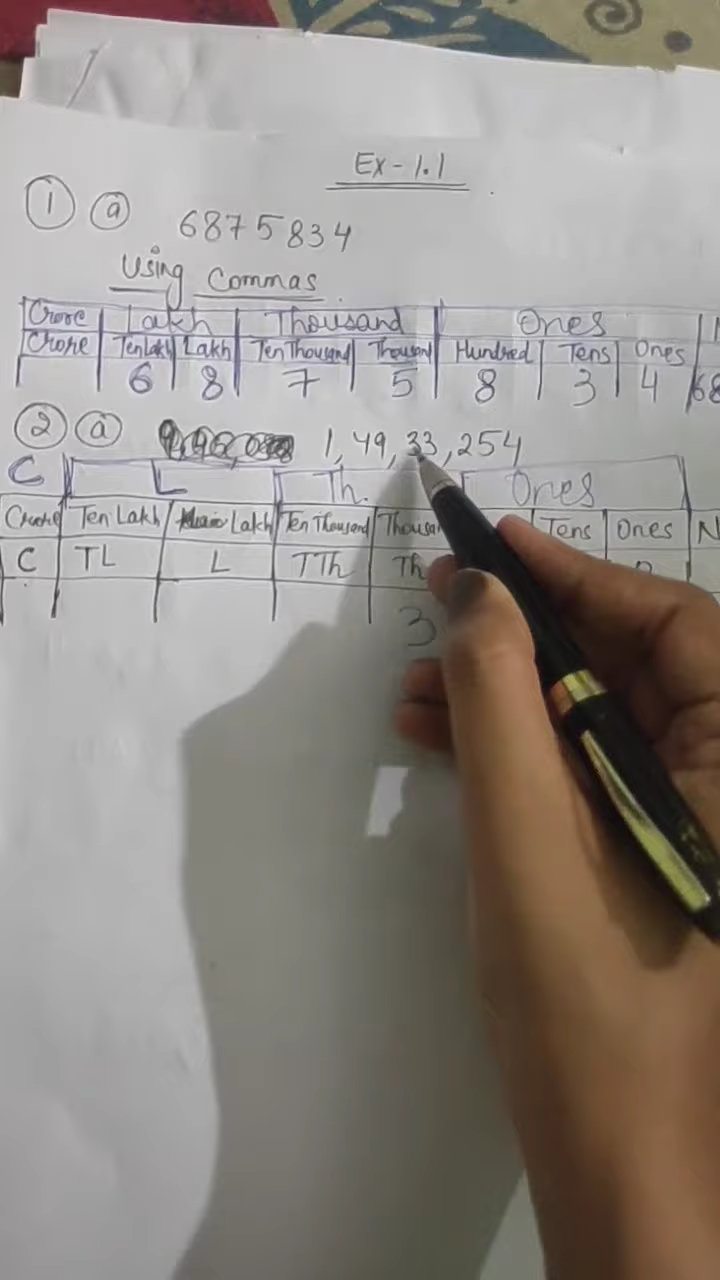 Ex-1.1
① ⓐ 6875834
Using Commas
Crore Lakh Thousand Ones
Crore Ten Lakh Lakh Ten Thousand Thousand Hundred Tens Ones
6 8 7 5 8 3 4 68
② ⓐ 1,49,33,254
C L Th. Ones
Crore Ten Lakh Lakh Ten Thousand Tens Ones N
C TL L TTh Th
3